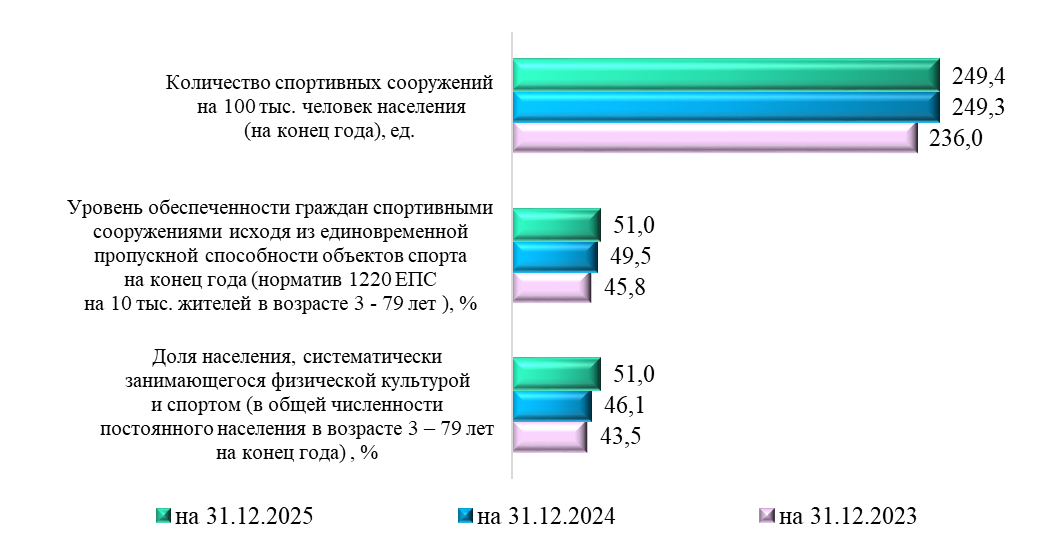 Количество спортивных сооружений
на 100 тыс. человек населения
(на конец года), ед.
249,4
249,3
236,0
Уровень обеспеченности граждан спортивными
сооружениями исходя из единовременной
пропускной способности объектов спорта
на конец года (норматив 1220 ЕПС
на 10 тыс. жителей в возрасте 3 - 79 лет ), %
51,0
49,5
45,8
Доля населения, систематически
занимающегося физической культурой
и спортом (в общей численности
постоянного населения в возрасте 3 – 79 лет
на конец года) , %
51,0
46,1
43,5
на 31.12.2025
на 31.12.2024
на 31.12.2023